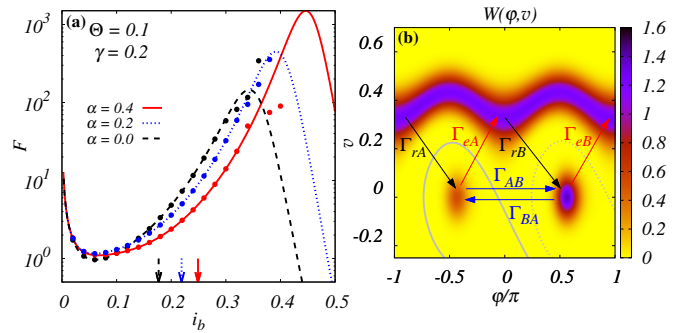 (a)
Θ = 0.1
γ = 0.2
α = 0.4
α = 0.2
α = 0.0
F
10³
10²
10¹
10⁰
0
0.1
0.2
0.3
0.4
0.5
i_b
W(φ,v)
(b)
v
0.6
0.4
0.2
0
-0.2
Γ_rA
Γ_eA
Γ_rB
Γ_eB
Γ_AB
Γ_BA
-1
-0.5
0
0.5
1
φ/π
1.6
1.4
1.2
1
0.8
0.6
0.4
0.2
0